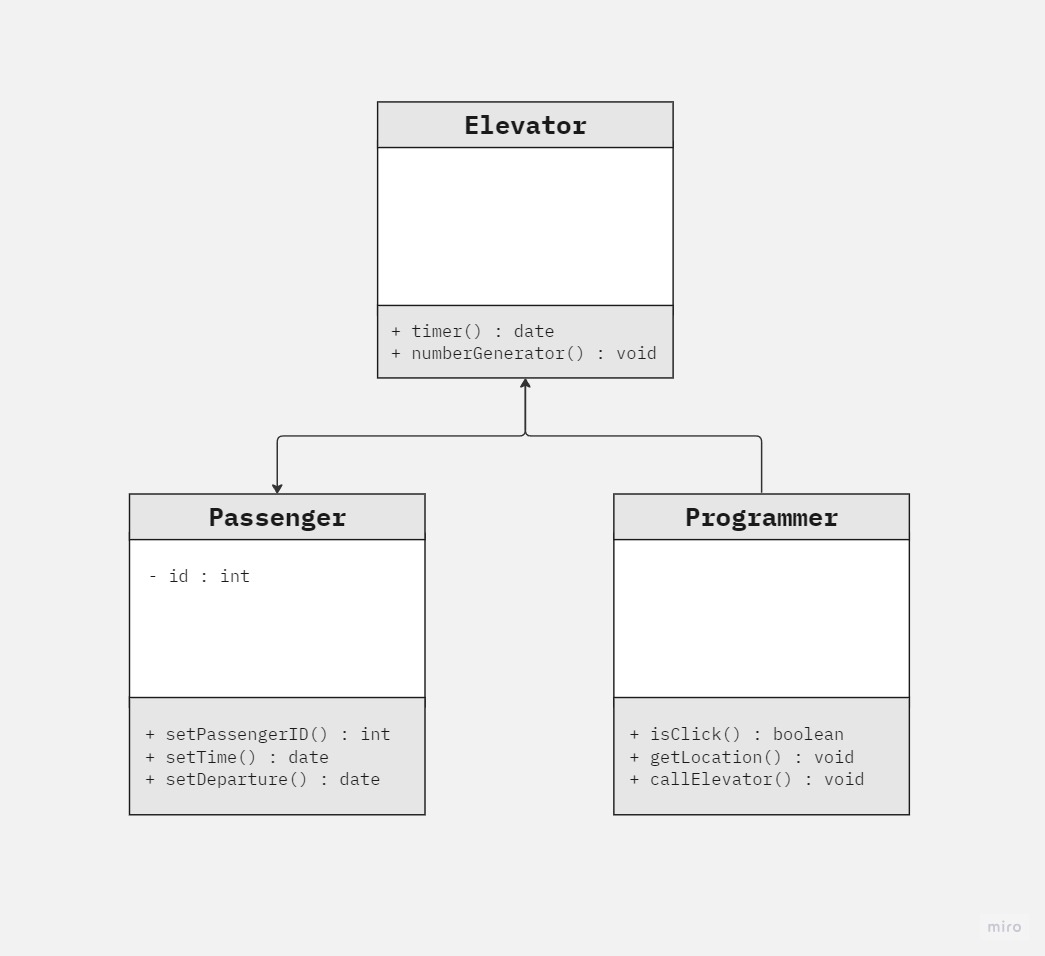 Elevator
+ timer() : date
+ numberGenerator() : void
Passenger
- id : int
+ setPassengerID() : int
+ setTime() : date
+ setDeparture() : date
Programmer
+ isClick() : boolean
+ getLocation() : void
+ callElevator() : void
miro